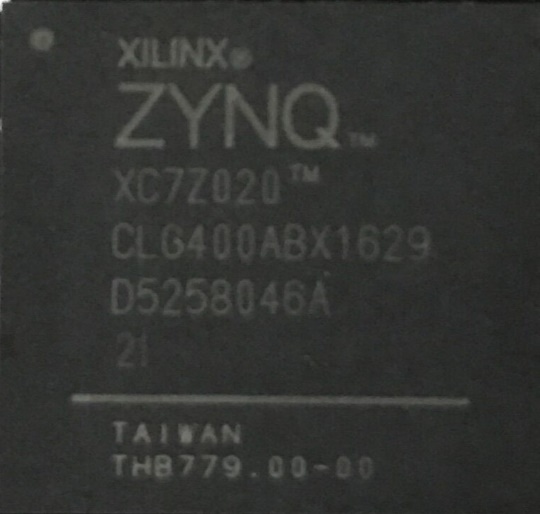 XILINX®
ZYNQ™
XC7Z020™
CLG400ABX1629
D5258046A
2I
TAIWAN
THB779.00-00